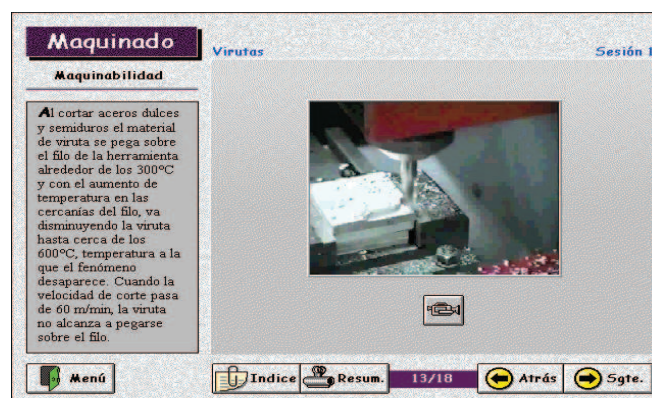 Maquinado
Virutas
Sesión 1
Maquinabilidad
Al cortar aceros dulces
y semiduros el material
de viruta se pega sobre
el filo de la herramienta
alrededor de los 300°C
y con el aumento de
temperatura en las
cercanías del filo, va
disminuyendo la viruta
hasta cerca de los
600°C, temperatura a la
que el fenómeno
desaparece. Cuando la
velocidad de corte pasa
de 60 m/min, la viruta
no alcanza a pegarse
sobre el filo.
Menú
Indice
Resum.
13/18
Atrás
Sgte.